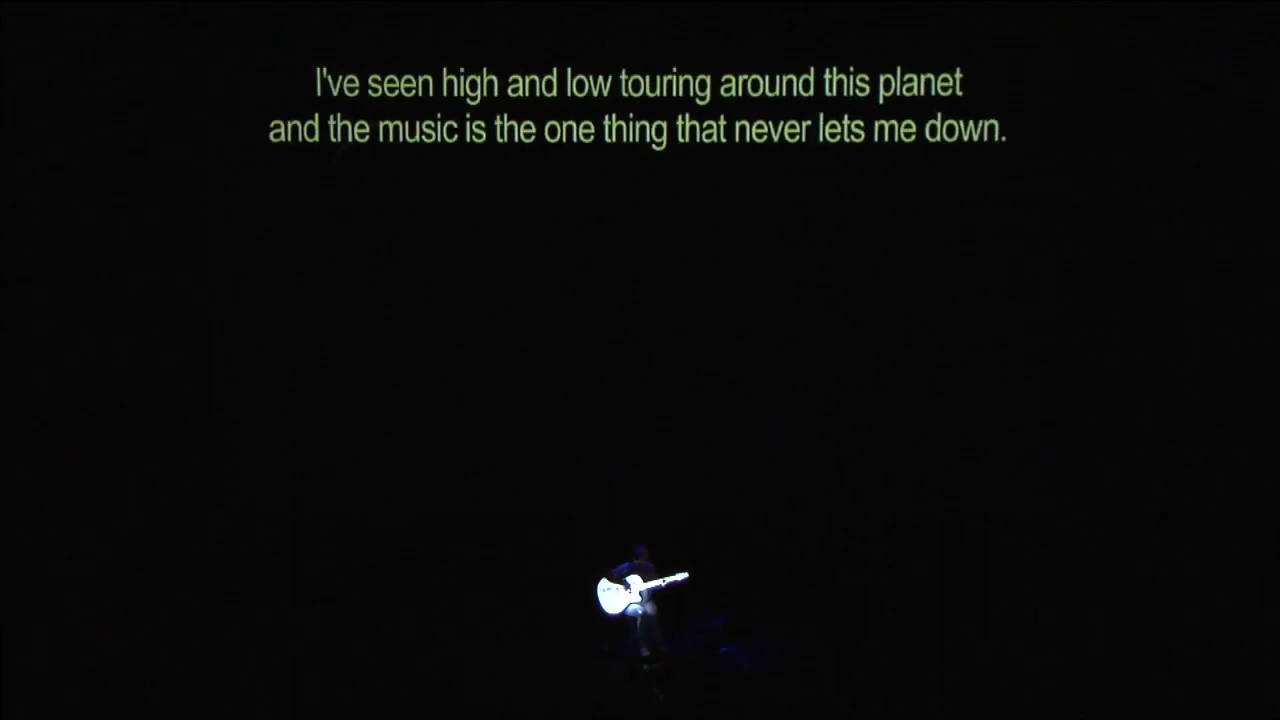 I've seen high and low touring around this planet
and the music is the one thing that never lets me down.